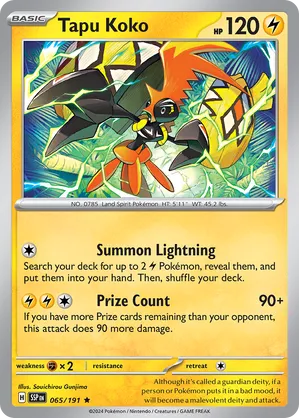 BASIC
Tapu Koko
HP 120
NO. 0785 Land Spirit Pokémon HT: 5'11" WT: 45.2 lbs.
Summon Lightning
Search your deck for up to 2 Pokémon, reveal them, and
put them into your hand. Then, shuffle your deck.
Prize Count 90+
If you have more Prize cards remaining than your opponent,
this attack does 90 more damage.
weakness ×2 resistance retreat
Illus. Souichirou Gunjima
H SSP EN 065/191 ★
Although it's called a guardian deity, if a
person or Pokémon puts it in a bad mood, it
will become a malevolent deity and attack.
©2024 Pokémon / Nintendo / Creatures / GAME FREAK